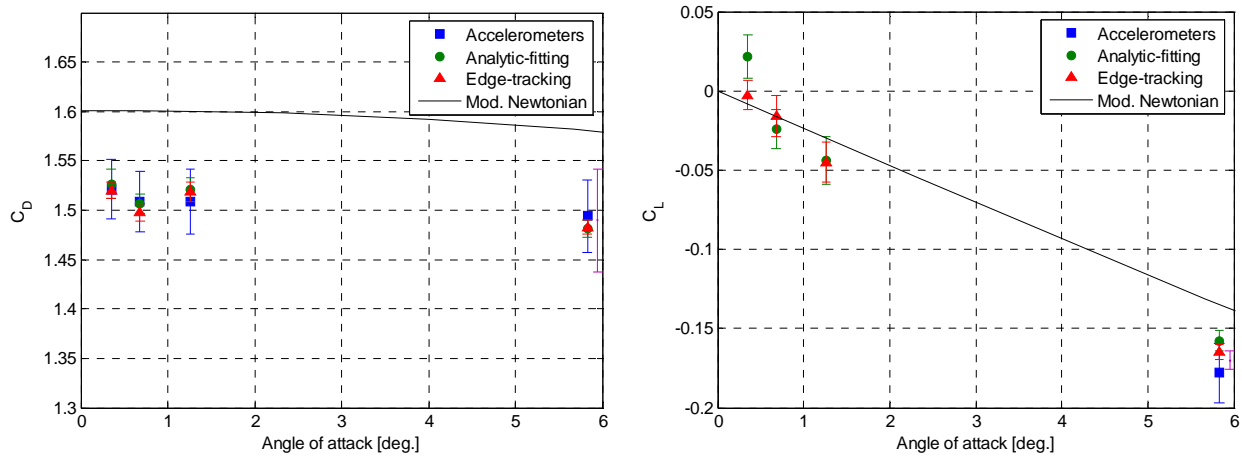 1.65
1.6
1.55
1.5
1.45
1.4
1.35
1.3
C_D
0 1 2 3 4 5 6
Angle of attack [deg.]
Accelerometers
Analytic-fitting
Edge-tracking
Mod. Newtonian
0.05
0
-0.05
-0.1
-0.15
-0.2
C_L
0 1 2 3 4 5 6
Angle of attack [deg.]
Accelerometers
Analytic-fitting
Edge-tracking
Mod. Newtonian